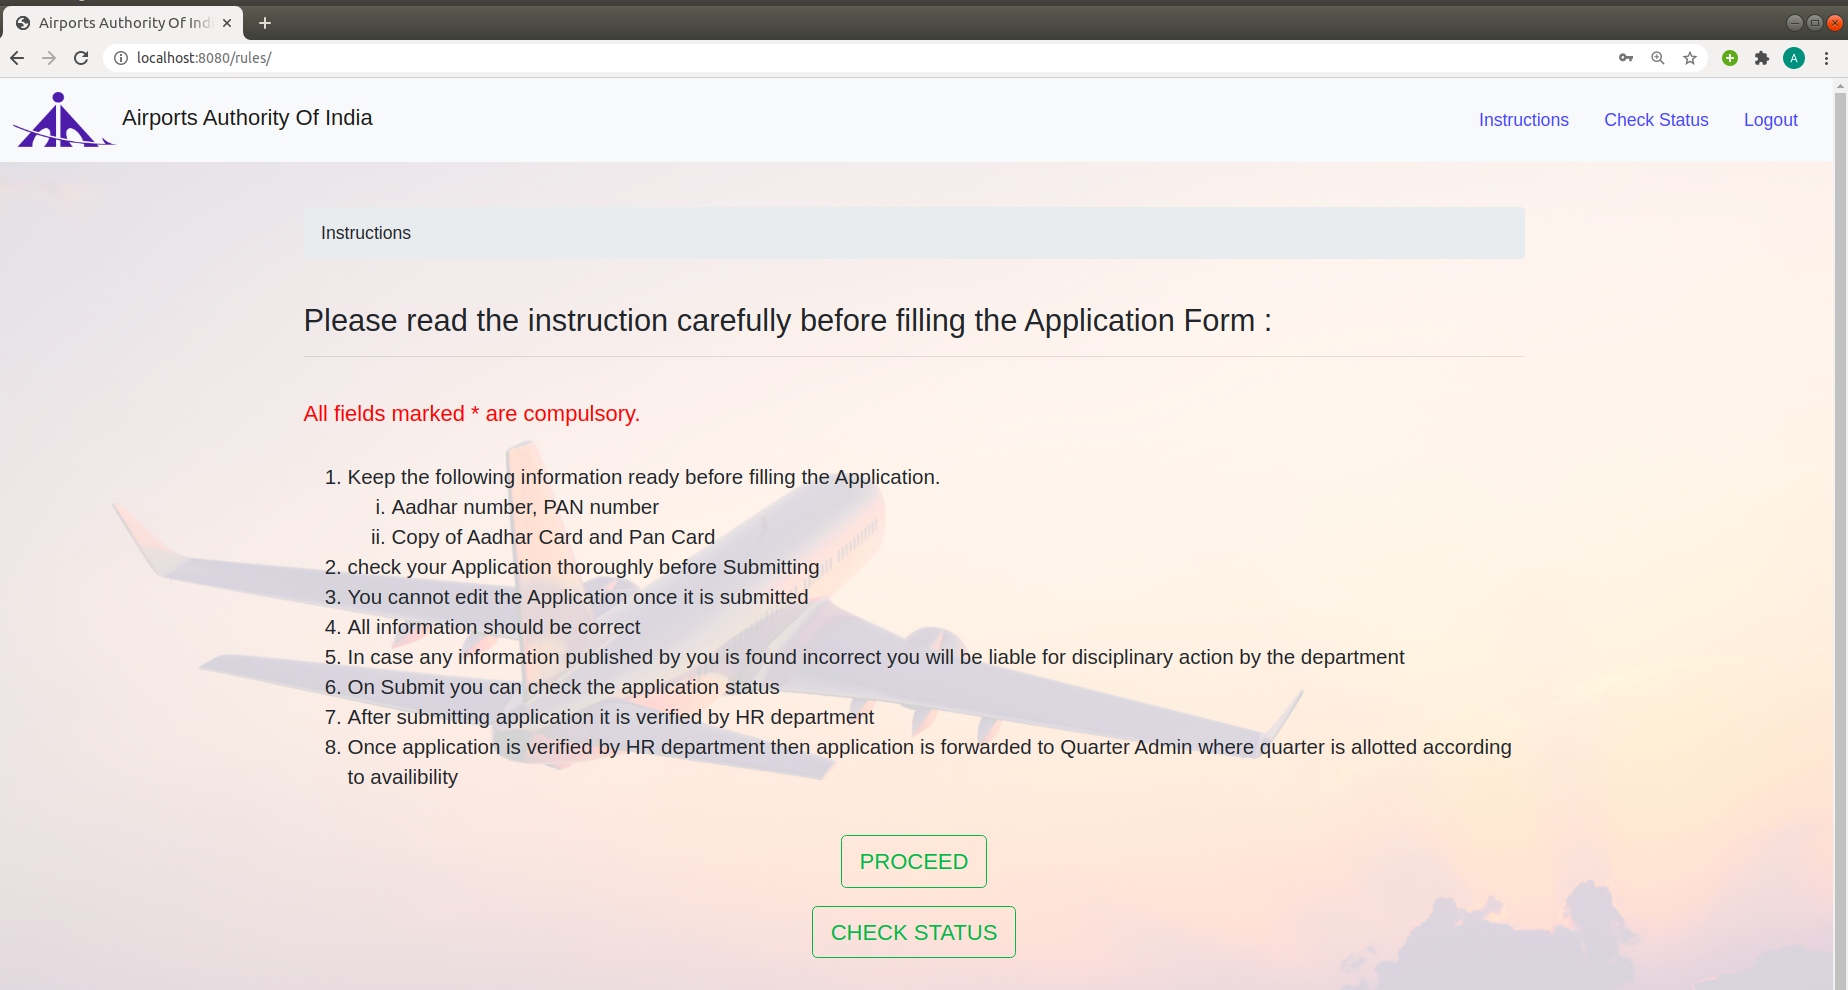 Airports Authority Of Ind
localhost:8080/rules/
A
Airports Authority Of India
Instructions Check Status Logout
Instructions
Please read the instruction carefully before filling the Application Form :
All fields marked * are compulsory.
1. Keep the following information ready before filling the Application.
i. Aadhar number, PAN number
ii. Copy of Aadhar Card and Pan Card
2. check your Application thoroughly before Submitting
3. You cannot edit the Application once it is submitted
4. All information should be correct
5. In case any information published by you is found incorrect you will be liable for disciplinary action by the department
6. On Submit you can check the application status
7. After submitting application it is verified by HR department
8. Once application is verified by HR department then application is forwarded to Quarter Admin where quarter is allotted according
to availibility
PROCEED
CHECK STATUS